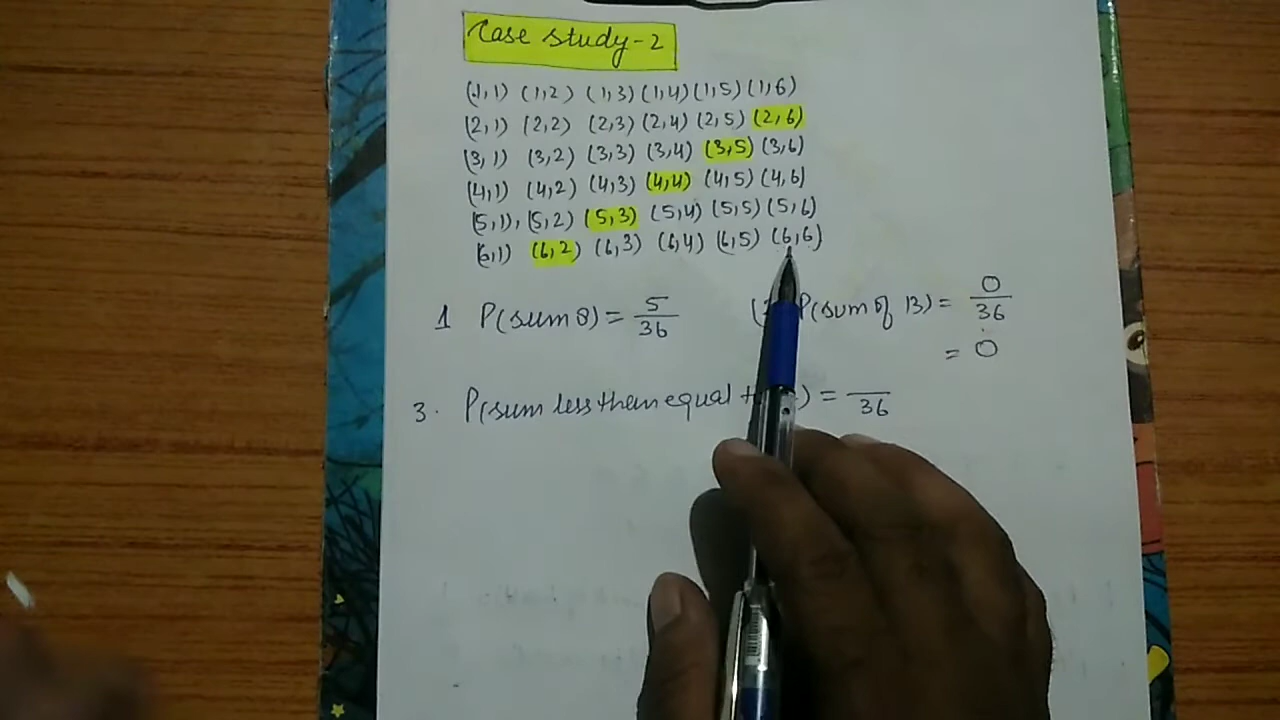 Case study-2
(1,1) (1,2) (1,3) (1,4) (1,5) (1,6)
(2,1) (2,2) (2,3) (2,4) (2,5) (2,6)
(3,1) (3,2) (3,3) (3,4) (3,5) (3,6)
(4,1) (4,2) (4,3) (4,4) (4,5) (4,6)
(5,1), (5,2) (5,3) (5,4) (5,5) (5,6)
(6,1) (6,2) (6,3) (6,4) (6,5) (6,6)
1 P(sum 8) = 5/36
P(sum of 13) = 0/36
= 0
3. P(sum less then equal ) = /36